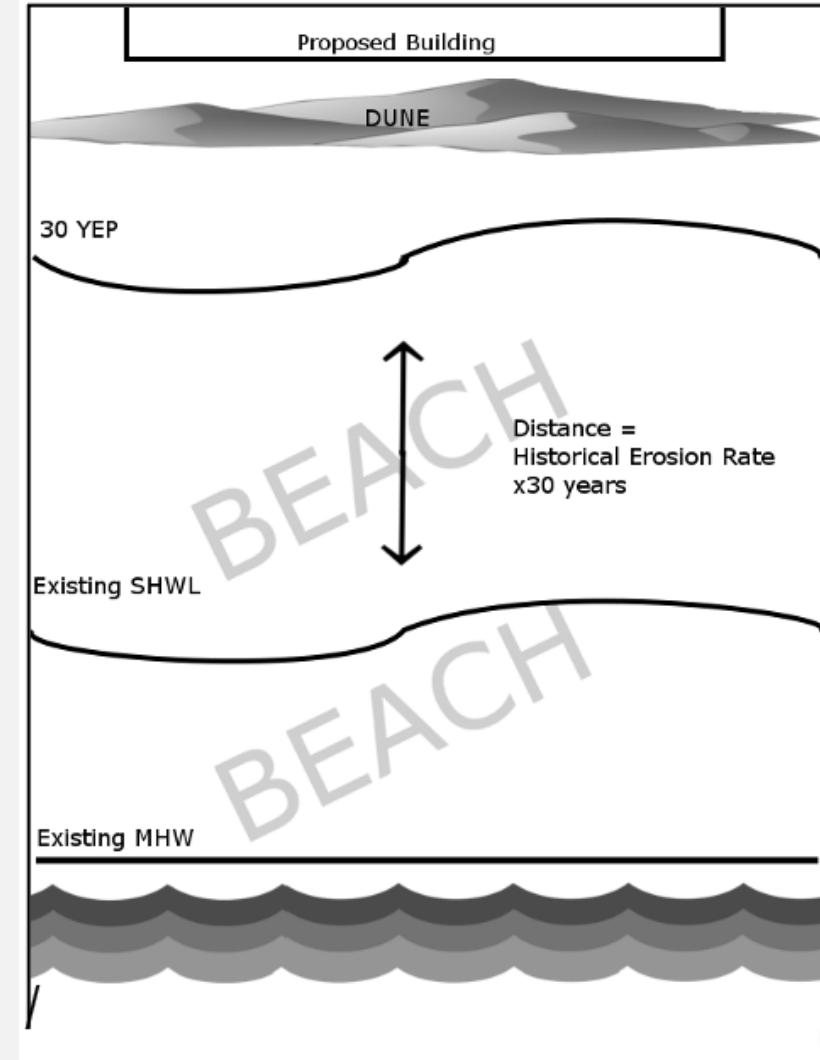 Proposed Building
DUNE
30 YEP
BEACH
Distance =
Historical Erosion Rate
x30 years
Existing SHWL
BEACH
Existing MHW